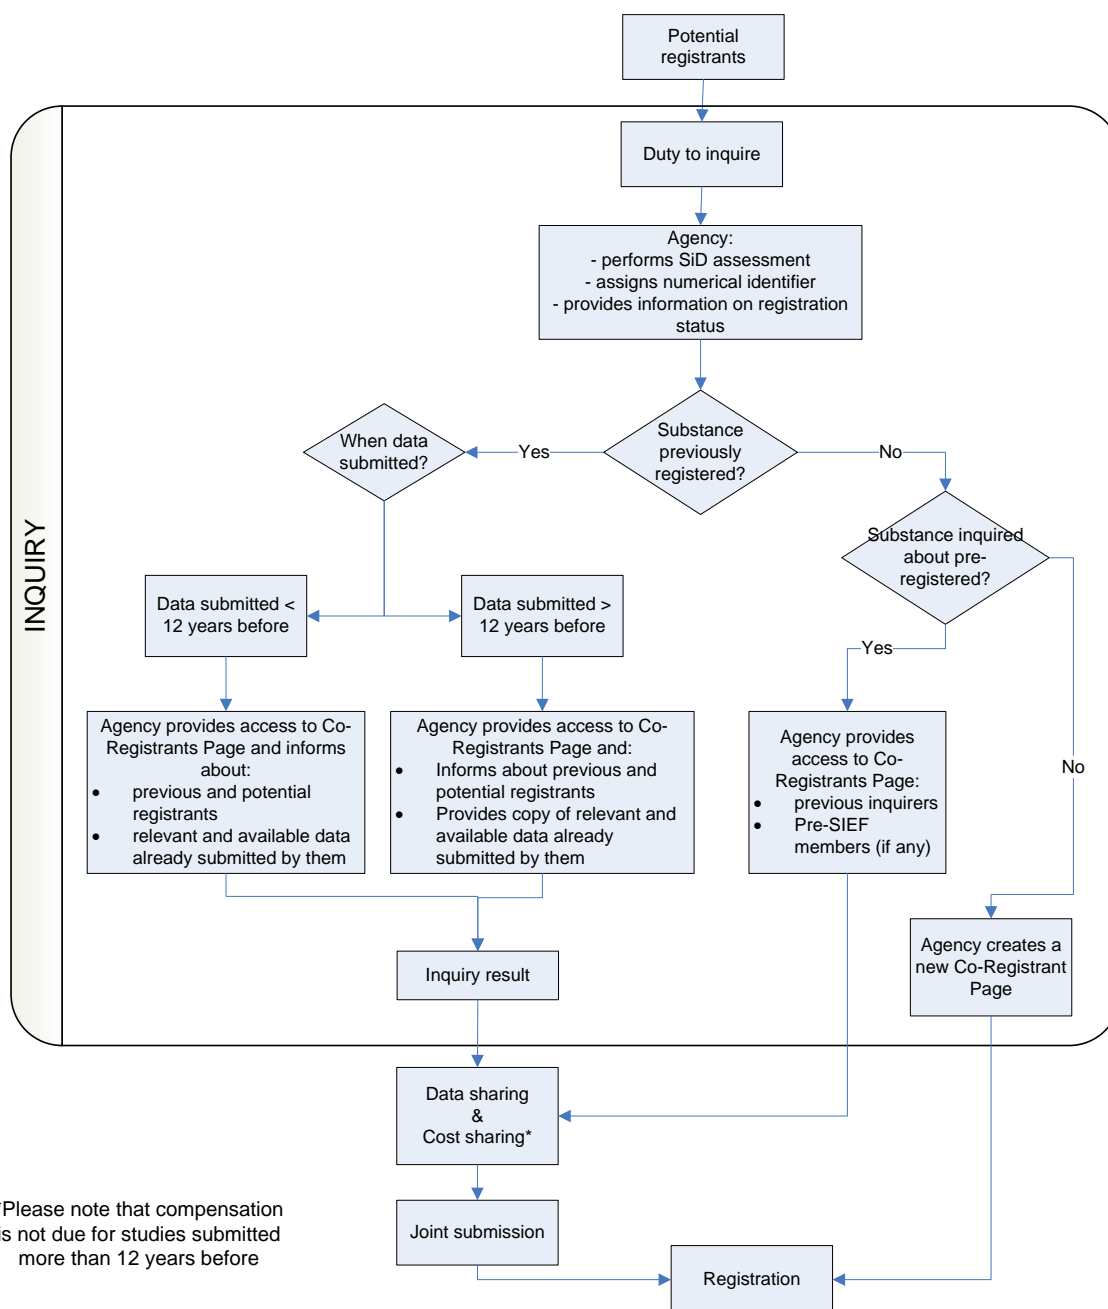 Potential
registrants
Duty to inquire
Agency:
- performs SiD assessment
- assigns numerical identifier
- provides information on registration
status
When data
submitted?
Yes
Substance
previously
registered?
No
Substance inquired
about pre-
registered?
INQUIRY
Data submitted <
12 years before
Data submitted >
12 years before
Yes
No
Agency provides access to Co-
Registrants Page and informs
about:
• previous and potential
registrants
• relevant and available data
already submitted by them
Agency provides access to Co-
Registrants Page and:
• Informs about previous and
potential registrants
• Provides copy of relevant and
available data already
submitted by them
Agency provides
access to Co-
Registrants Page:
• previous inquirers
• Pre-SIEF
members (if any)
Agency creates a
new Co-Registrant
Page
Inquiry result
Data sharing
&
Cost sharing*
*Please note that compensation
is not due for studies submitted
more than 12 years before
Joint submission
Registration